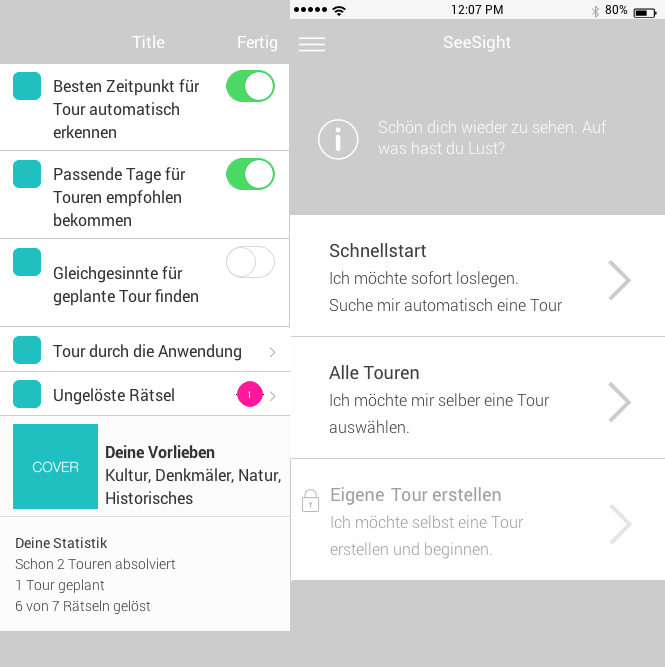 Title
Fertig
Besten Zeitpunkt für
Tour automatisch
erkennen
Passende Tage für
Touren empfohlen
bekommen
Gleichgesinnte für
geplante Tour finden
Tour durch die Anwendung
Ungelöste Rätsel
1
COVER
Deine Vorlieben
Kultur, Denkmäler, Natur,
Historisches
Deine Statistik
Schon 2 Touren absolviert
1 Tour geplant
6 von 7 Rätseln gelöst
12:07 PM
80%
SeeSight
Schön dich wieder zu sehen. Auf
was hast du Lust?
Schnellstart
Ich möchte sofort loslegen.
Suche mir automatisch eine Tour
Alle Touren
Ich möchte mir selber eine Tour
auswählen.
Eigene Tour erstellen
Ich möchte selbst eine Tour
erstellen und beginnen.